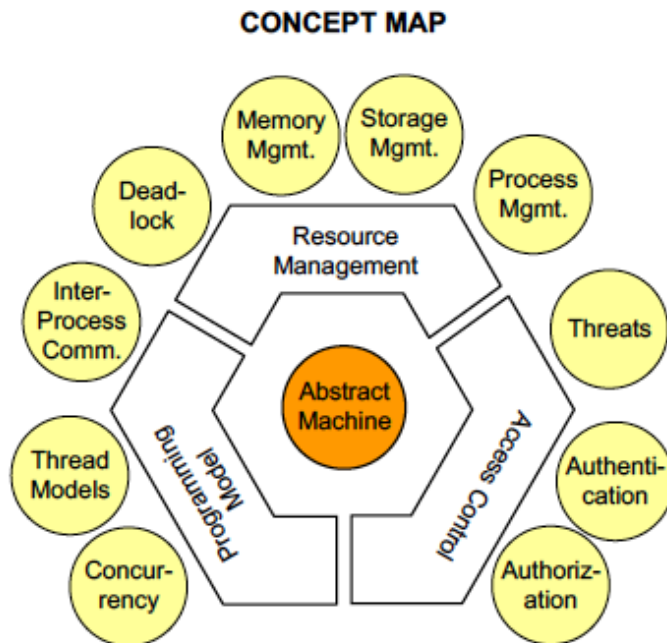 CONCEPT MAP
Memory
Mgmt.
Storage
Mgmt.
Process
Mgmt.
Dead-
lock
Resource
Management
Inter-
Process
Comm.
Threats
Abstract
Machine
Programming
Model
Access Control
Thread
Models
Authenti-
cation
Concur-
rency
Authoriz-
ation